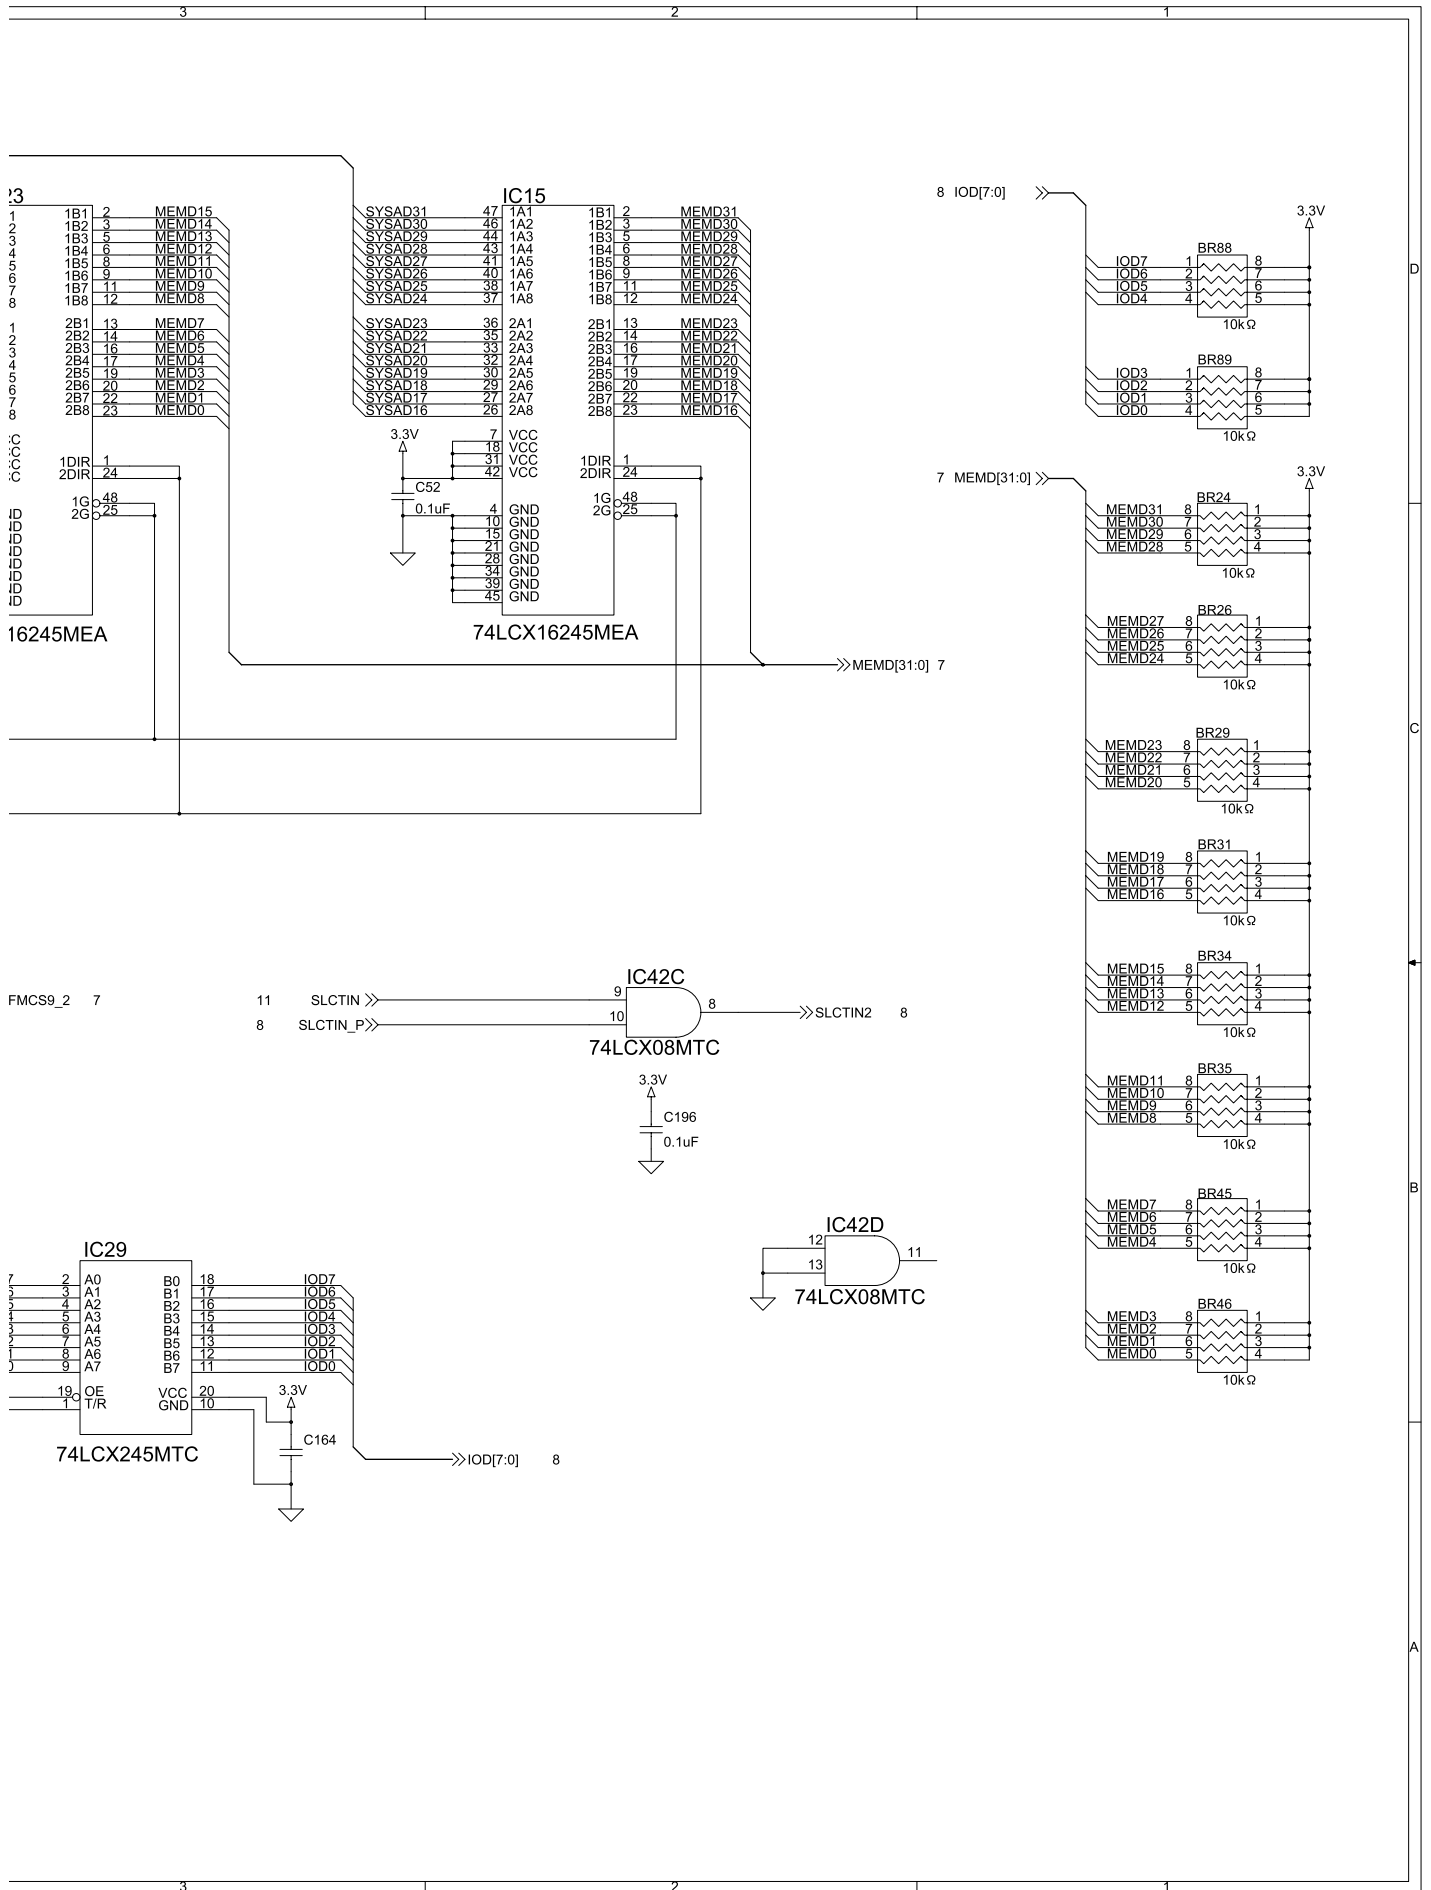 3 2 1
23
1B1 2 MEMD15
1B2 3 MEMD14
1B3 5 MEMD13
1B4 6 MEMD12
1B5 8 MEMD11
1B6 9 MEMD10
1B7 11 MEMD9
1B8 12 MEMD8
2B1 13 MEMD7
2B2 14 MEMD6
2B3 16 MEMD5
2B4 17 MEMD4
2B5 19 MEMD3
2B6 20 MEMD2
2B7 22 MEMD1
2B8 23 MEMD0
1DIR 1
2DIR 24
1G 48
2G 25
16245MEA
IC15
SYSAD31 47 1A1 1B1 2 MEMD31
SYSAD30 46 1A2 1B2 3 MEMD30
SYSAD29 44 1A3 1B3 5 MEMD29
SYSAD28 43 1A4 1B4 6 MEMD28
SYSAD27 41 1A5 1B5 8 MEMD27
SYSAD26 40 1A6 1B6 9 MEMD26
SYSAD25 38 1A7 1B7 11 MEMD25
SYSAD24 37 1A8 1B8 12 MEMD24
SYSAD23 36 2A1 2B1 13 MEMD23
SYSAD22 35 2A2 2B2 14 MEMD22
SYSAD21 33 2A3 2B3 16 MEMD21
SYSAD20 32 2A4 2B4 17 MEMD20
SYSAD19 30 2A5 2B5 19 MEMD19
SYSAD18 29 2A6 2B6 20 MEMD18
SYSAD17 27 2A7 2B7 22 MEMD17
SYSAD16 26 2A8 2B8 23 MEMD16
3.3V
7 VCC
18 VCC
31 VCC 1DIR 1
42 VCC 2DIR 24
C52
0.1uF
1G 48
4 GND 2G 25
10 GND
15 GND
21 GND
28 GND
34 GND
39 GND
45 GND
74LCX16245MEA
MEMD[31:0] 7
8 IOD[7:0]
3.3V
BR88
IOD7 1 8
IOD6 2 7
IOD5 3 6
IOD4 4 5
10kΩ
BR89
IOD3 1 8
IOD2 2 7
IOD1 3 6
IOD0 4 5
10kΩ
7 MEMD[31:0]
3.3V
BR24
MEMD31 8 1
MEMD30 7 2
MEMD29 6 3
MEMD28 5 4
10kΩ
BR26
MEMD27 8 1
MEMD26 7 2
MEMD25 6 3
MEMD24 5 4
10kΩ
BR29
MEMD23 8 1
MEMD22 7 2
MEMD21 6 3
MEMD20 5 4
10kΩ
BR31
MEMD19 8 1
MEMD18 7 2
MEMD17 6 3
MEMD16 5 4
10kΩ
BR34
MEMD15 8 1
MEMD14 7 2
MEMD13 6 3
MEMD12 5 4
10kΩ
BR35
MEMD11 8 1
MEMD10 7 2
MEMD9 6 3
MEMD8 5 4
10kΩ
BR45
MEMD7 8 1
MEMD6 7 2
MEMD5 6 3
MEMD4 5 4
10kΩ
BR46
MEMD3 8 1
MEMD2 7 2
MEMD1 6 3
MEMD0 5 4
10kΩ
D
C
B
A
FMCS9_2 7
IC42C
11 SLCTIN 9
8 SLCTIN_P 10
8 SLCTIN2 8
74LCX08MTC
3.3V
C196
0.1uF
IC42D
12
13
11
74LCX08MTC
IC29
2 A0 B0 18 IOD7
3 A1 B1 17 IOD6
4 A2 B2 16 IOD5
5 A3 B3 15 IOD4
6 A4 B4 14 IOD3
7 A5 B5 13 IOD2
8 A6 B6 12 IOD1
9 A7 B7 11 IOD0
19 OE VCC 20
1 T/R GND 10
3.3V
C164
74LCX245MTC
IOD[7:0] 8
3 2 1